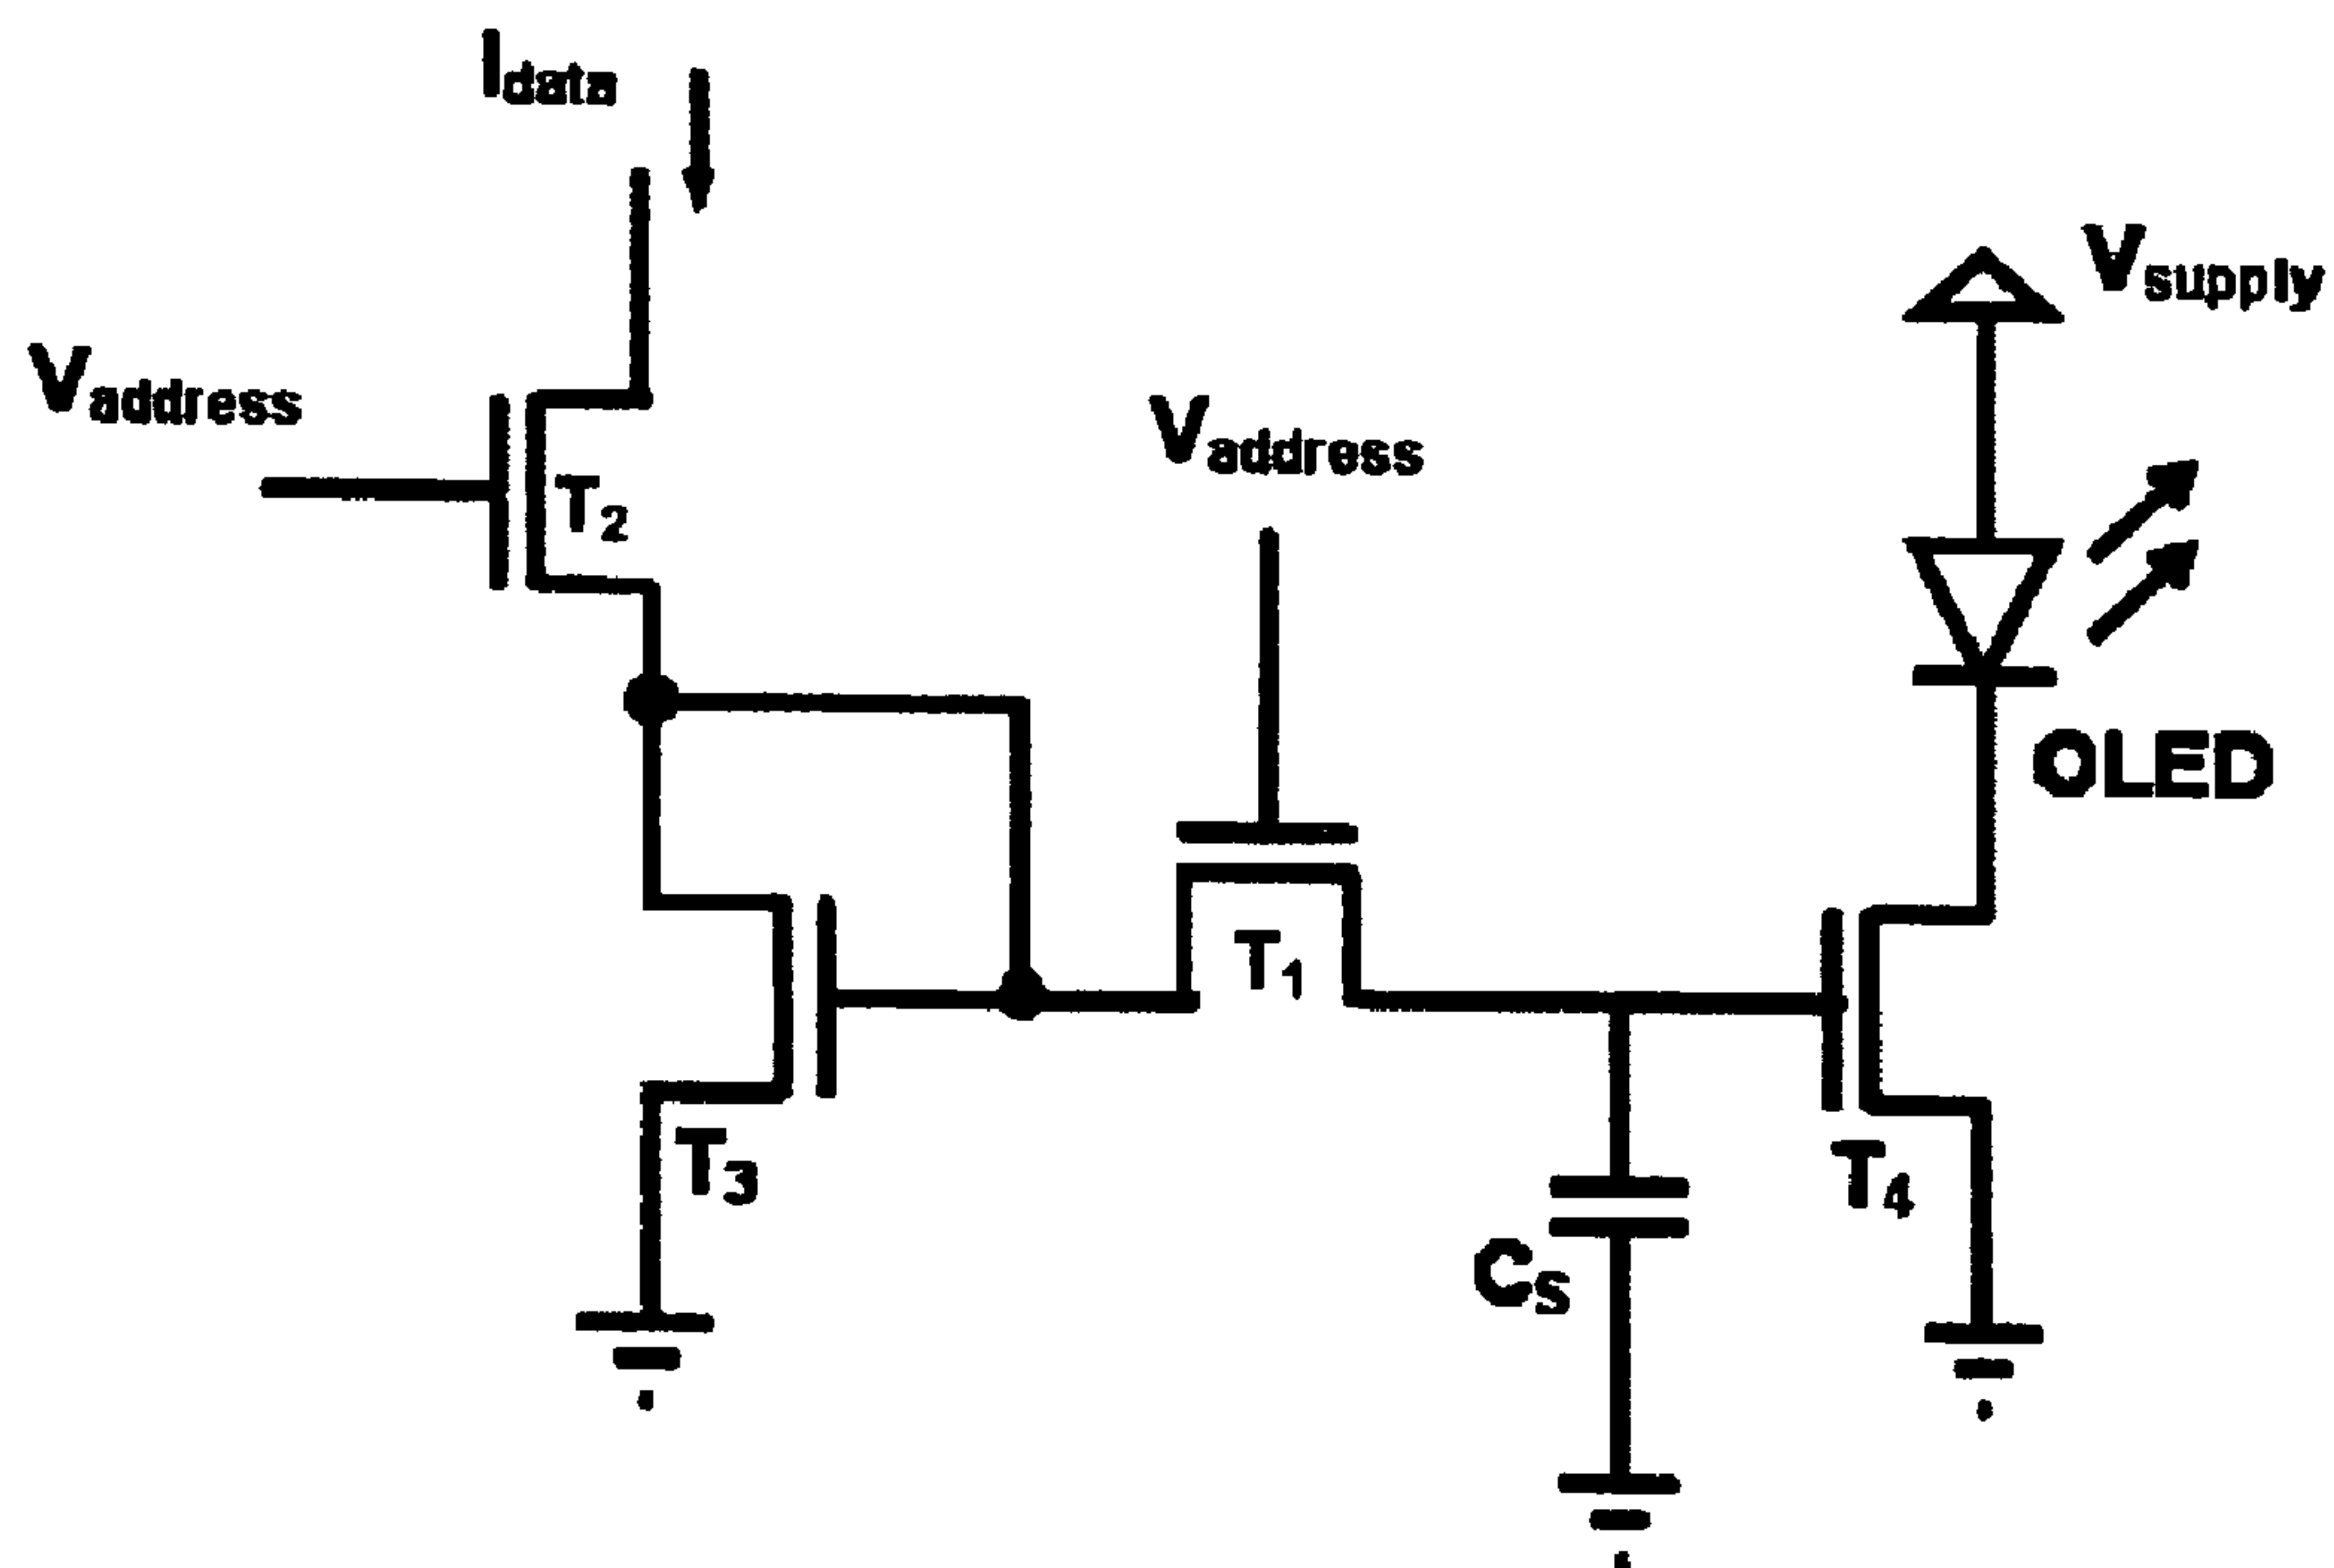 Idata
Vsupply
Vaddress
Vaddress
T2
OLED
T1
T3
T4
CS